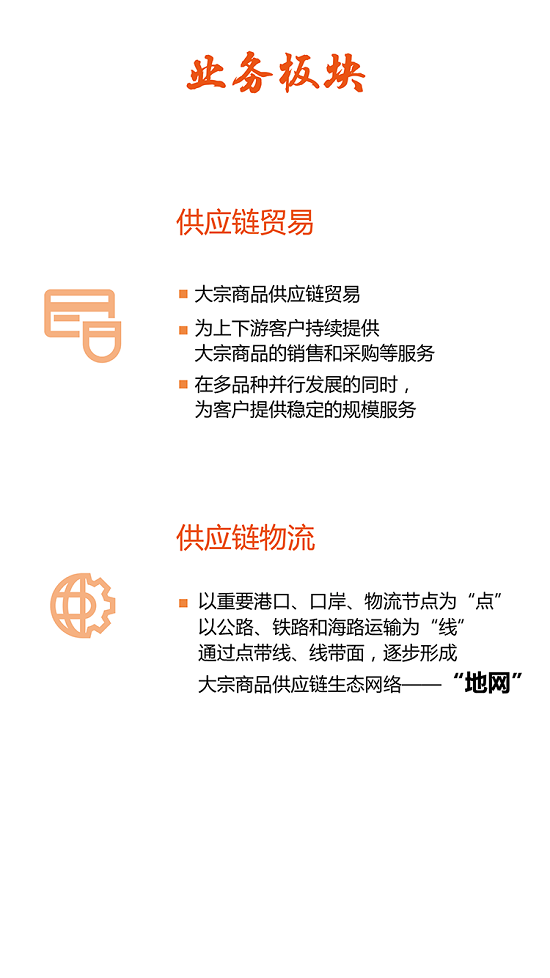 业务板块
供应链贸易
大宗商品供应链贸易
为上下游客户持续提供
大宗商品的销售和采购等服务
在多品种并行发展的同时，
为客户提供稳定的规模服务
供应链物流
以重要港口、口岸、物流节点为“点”
以公路、铁路和海路运输为“线”
通过点带线、线带面，逐步形成
大宗商品供应链生态网络——“地网”